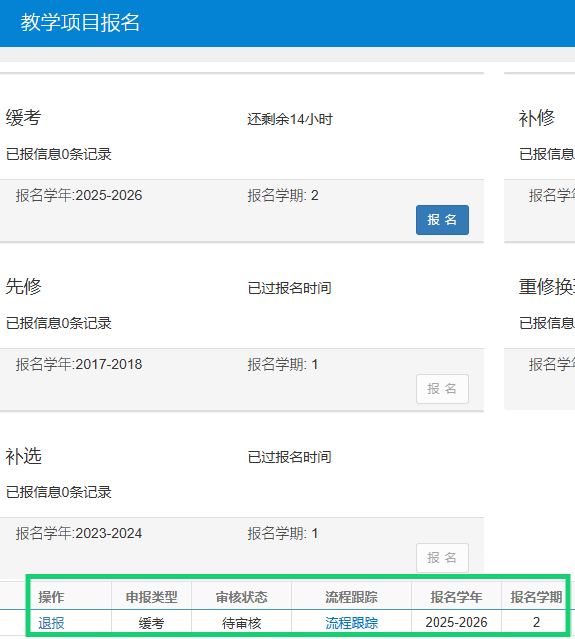 教学项目报名
缓考 还剩余14小时
已报信息0条记录
报名学年:2025-2026 报名学期: 2
报 名
补修
已报信息
报名学年
先修 已过报名时间
已报信息0条记录
报名学年:2017-2018 报名学期: 1
报 名
重修换
已报信息
报名学年
补选 已过报名时间
已报信息0条记录
报名学年:2023-2024 报名学期: 1
报 名
操作 申报类型 审核状态 流程跟踪 报名学年 报名学期
退报 缓考 待审核 流程跟踪 2025-2026 2